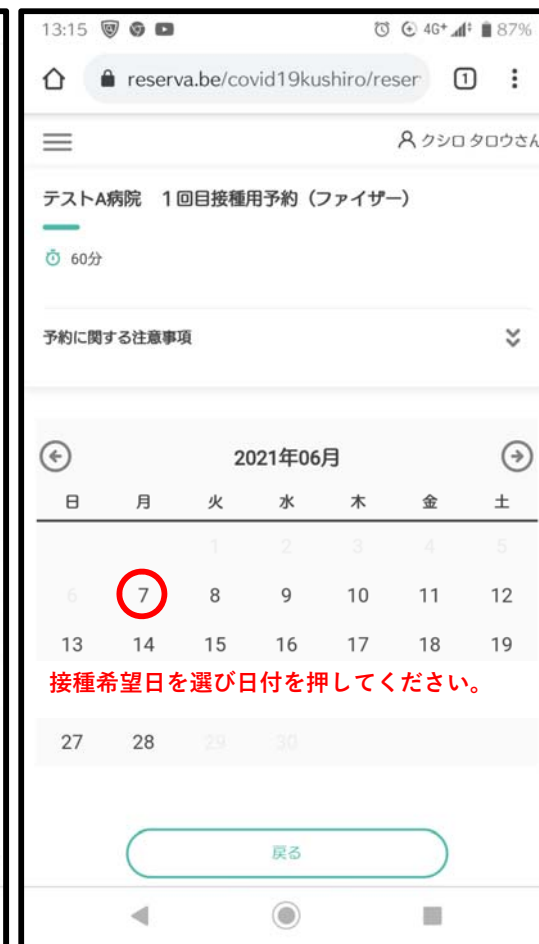 13:15 4G+ 87%
reserva.be/covid19kushiro/reser 1
クシロ タロウさん
テストA病院　１回目接種用予約（ファイザー）
60分
予約に関する注意事項
2021年06月
日 月 火 水 木 金 土
1 2 3 4 5
6 7 8 9 10 11 12
13 14 15 16 17 18 19
接種希望日を選び日付を押してください。
27 28 29 30
戻る